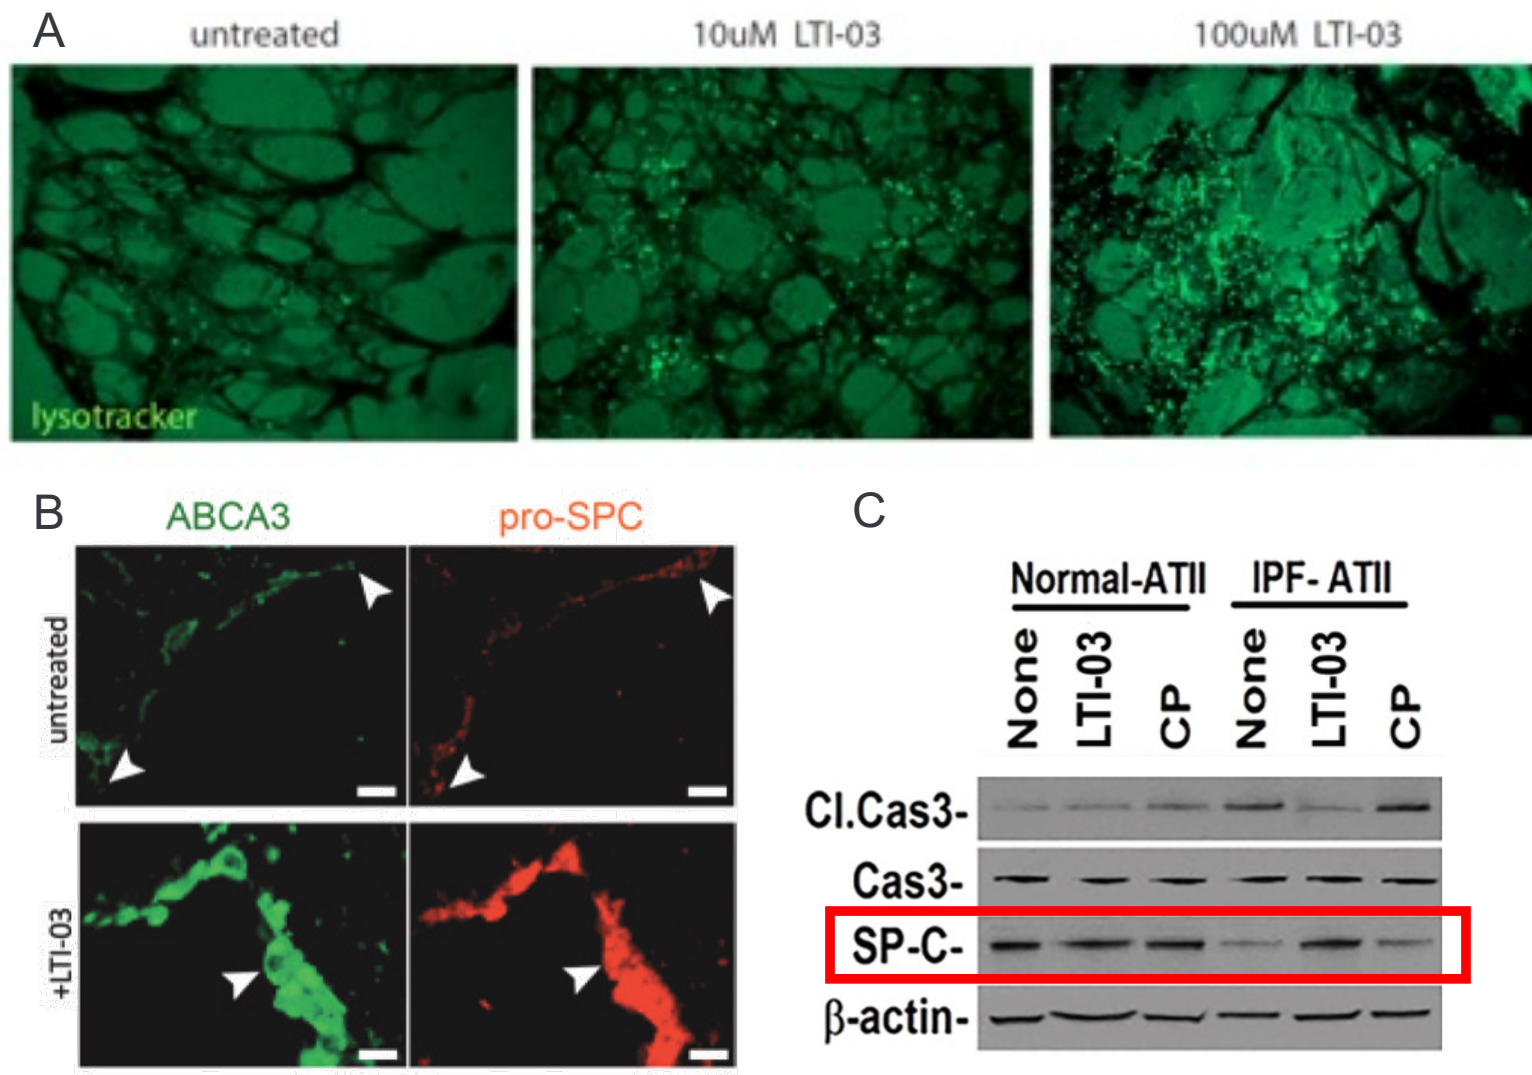 A
untreated 10uM LTI-03 100uM LTI-03
lysotracker
B
ABCA3 pro-SPC
untreated
+LTI-03
C
Normal-ATII IPF- ATII
None LTI-03 CP None LTI-03 CP
Cl.Cas3-
Cas3-
SP-C-
β-actin-